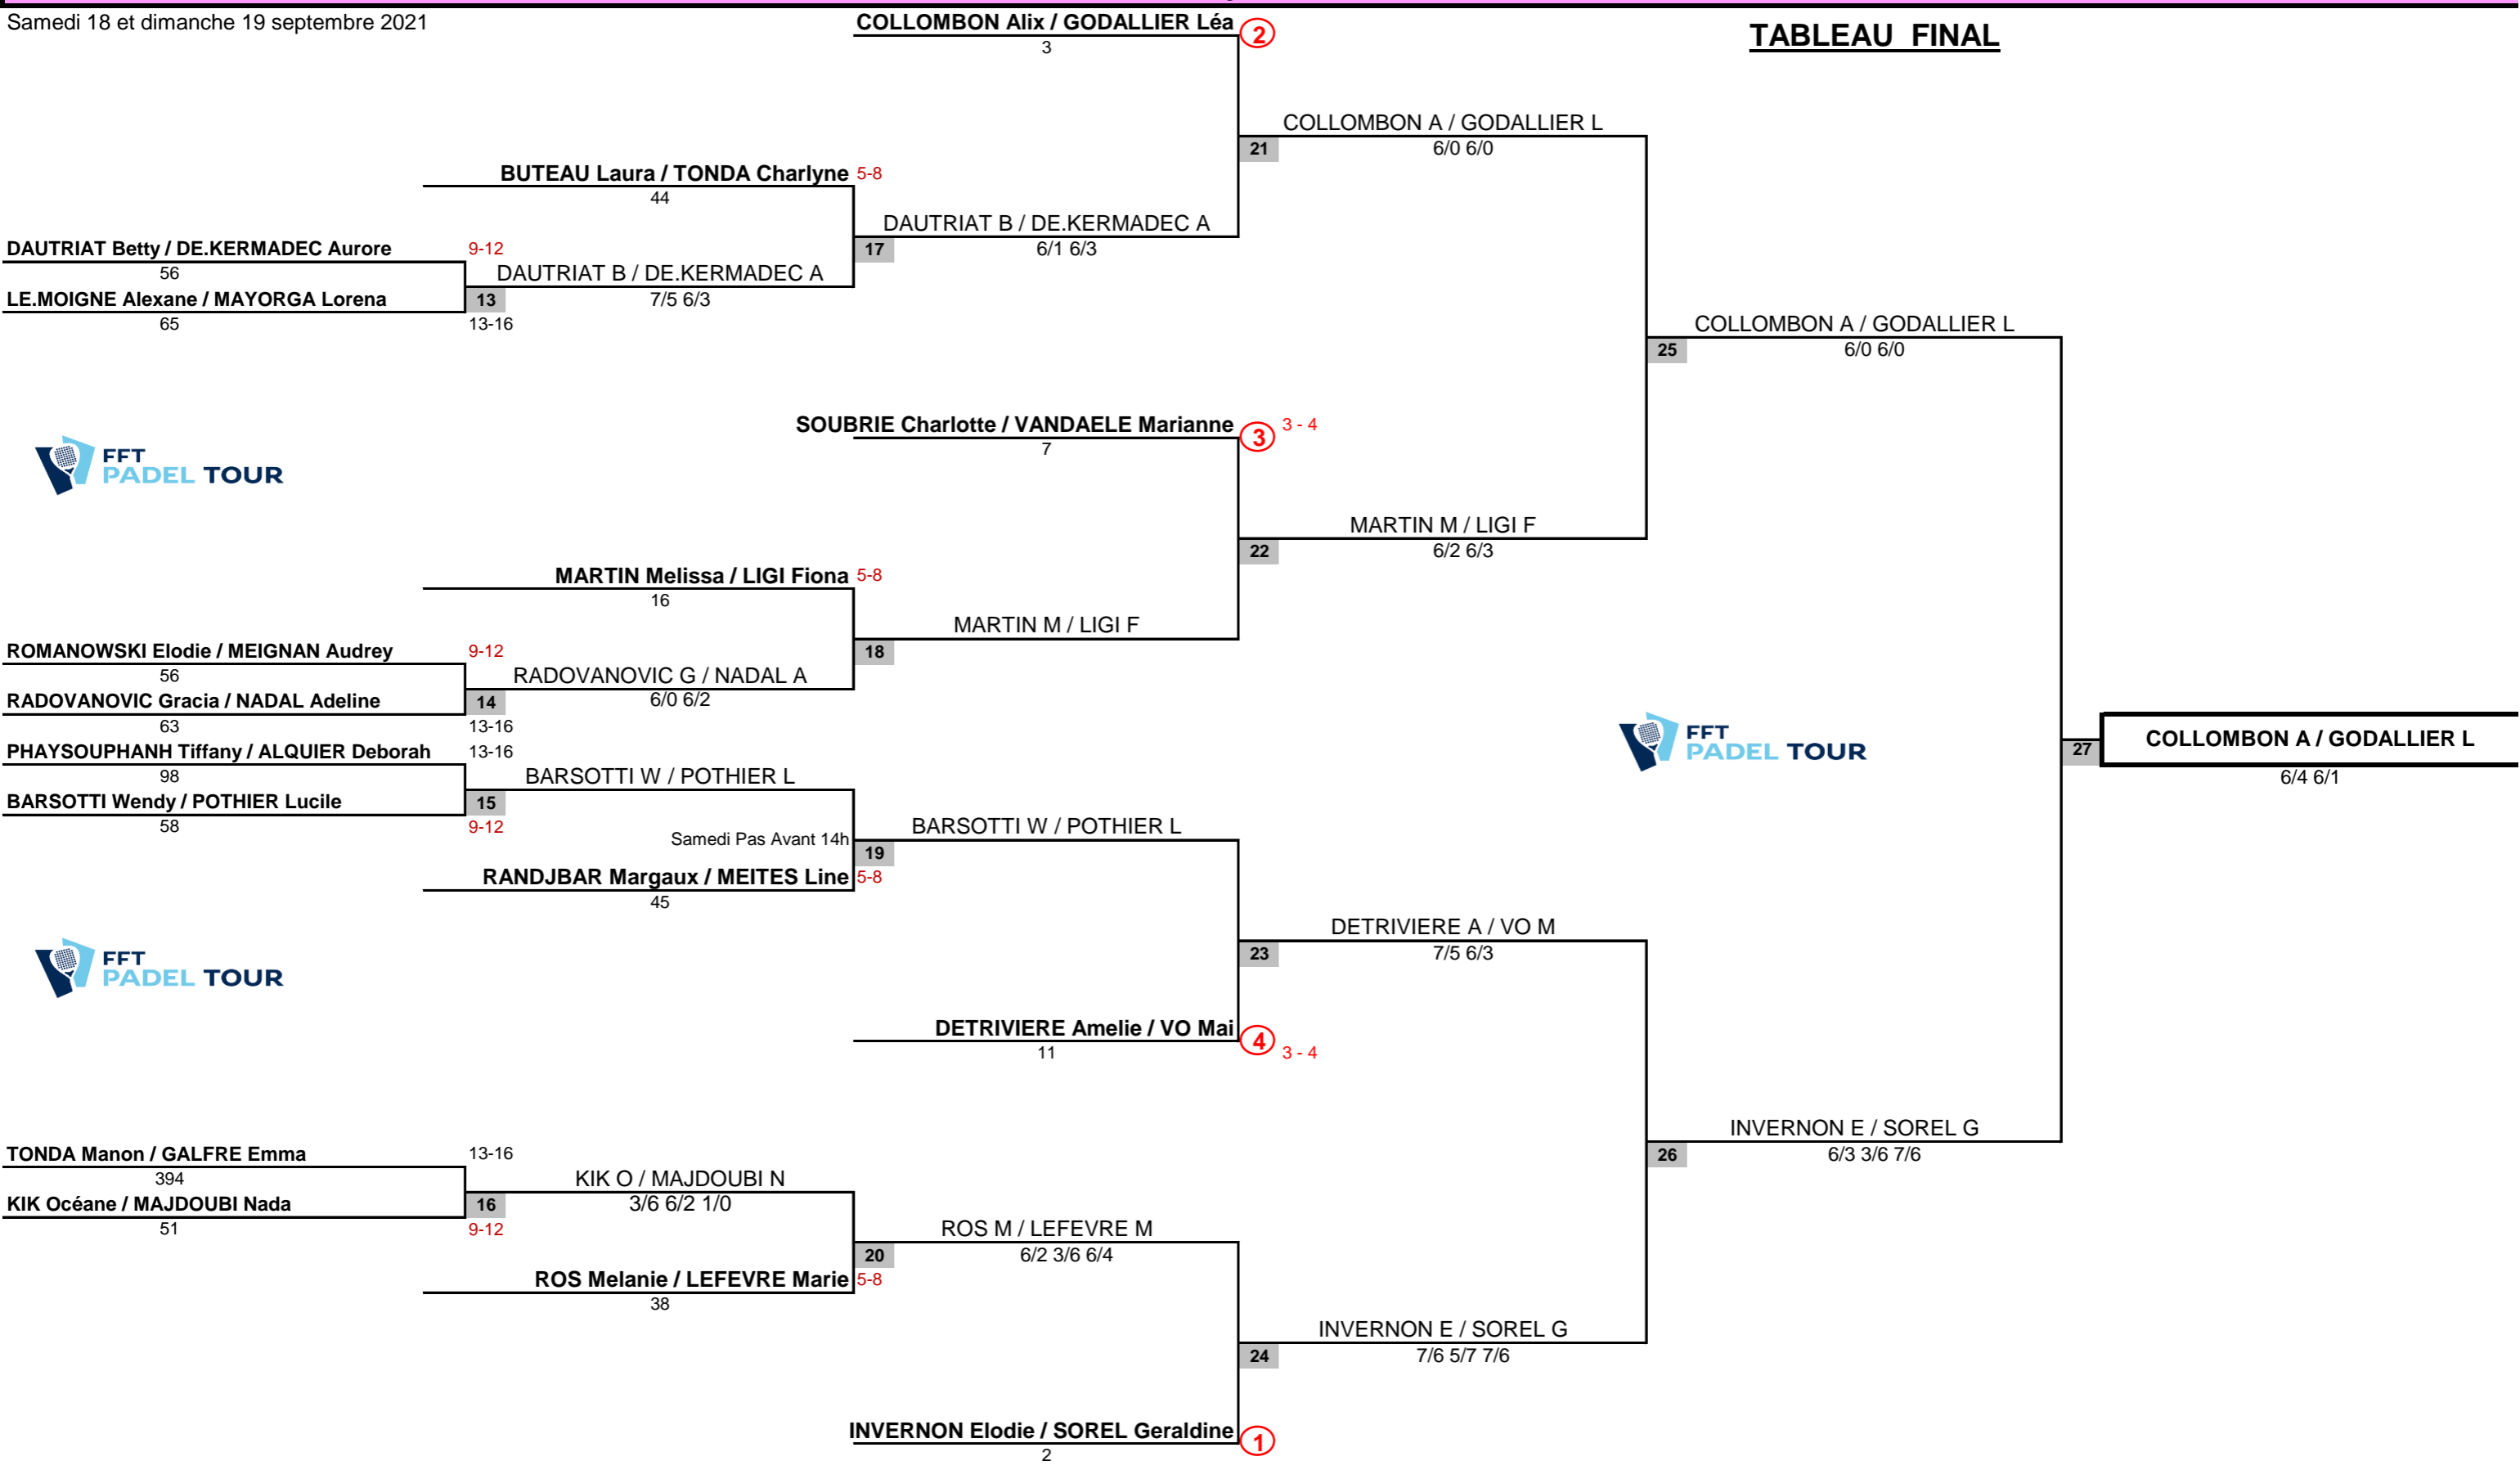 Samedi 18 et dimanche 19 septembre 2021
COLLOMBON Alix / GODALLIER Léa
2
3
TABLEAU FINAL
COLLOMBON A / GODALLIER L
21
6/0 6/0
BUTEAU Laura / TONDA Charlyne
5-8
44
DAUTRIAT B / DE.KERMADEC A
17
6/1 6/3
DAUTRIAT Betty / DE.KERMADEC Aurore
9-12
56
DAUTRIAT B / DE.KERMADEC A
LE.MOIGNE Alexane / MAYORGA Lorena
13
7/5 6/3
65
13-16
COLLOMBON A / GODALLIER L
25
6/0 6/0
SOUBRIE Charlotte / VANDAELE Marianne
3
3 - 4
7
FFT
PADEL TOUR
MARTIN M / LIGI F
22
6/2 6/3
MARTIN Melissa / LIGI Fiona
5-8
16
MARTIN M / LIGI F
18
ROMANOWSKI Elodie / MEIGNAN Audrey
9-12
56
RADOVANOVIC G / NADAL A
RADOVANOVIC Gracia / NADAL Adeline
14
6/0 6/2
63
13-16
PHAYSOUPHANH Tiffany / ALQUIER Deborah
13-16
98
BARSOTTI W / POTHIER L
BARSOTTI Wendy / POTHIER Lucile
15
58
9-12
FFT
PADEL TOUR
27
COLLOMBON A / GODALLIER L
6/4 6/1
BARSOTTI W / POTHIER L
Samedi Pas Avant 14h
19
RANDJBAR Margaux / MEITES Line
5-8
45
DETRIVIERE A / VO M
23
7/5 6/3
FFT
PADEL TOUR
DETRIVIERE Amelie / VO Mai
4
3 - 4
11
INVERNON E / SOREL G
26
6/3 3/6 7/6
TONDA Manon / GALFRE Emma
13-16
394
KIK O / MAJDOUBI N
KIK Océane / MAJDOUBI Nada
16
3/6 6/2 1/0
51
9-12
ROS M / LEFEVRE M
20
6/2 3/6 6/4
ROS Melanie / LEFEVRE Marie
5-8
38
INVERNON E / SOREL G
24
7/6 5/7 7/6
INVERNON Elodie / SOREL Geraldine
1
2